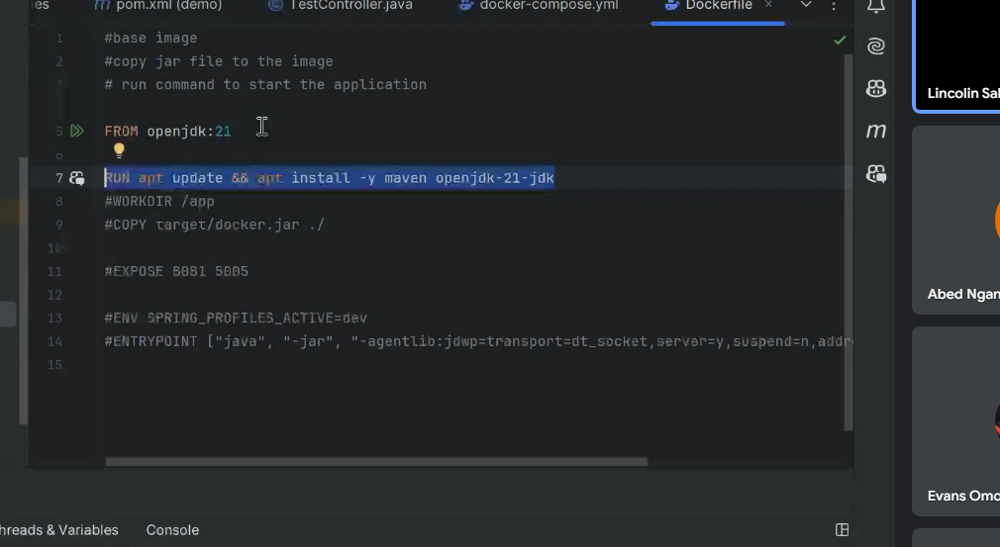 es pom.xml (demo) TestController.java docker-compose.yml Dockerfile
1 #base image
2 #copy jar file to the image
# run command to start the application
5 FROM openjdk:21
6
7 RUN apt update && apt install -y maven openjdk-21-jdk
8 #WORKDIR /app
9 #COPY target/docker.jar ./
10
11 #EXPOSE 8081 5005
12
13 #ENV SPRING_PROFILES_ACTIVE=dev
14 #ENTRYPOINT ["java", "-jar", "-agentlib:jdwp=transport=dt_socket,server=y,suspend=n,addre
15
hreads & Variables Console
Lincolin Sal
Abed Ngan
Evans Omo